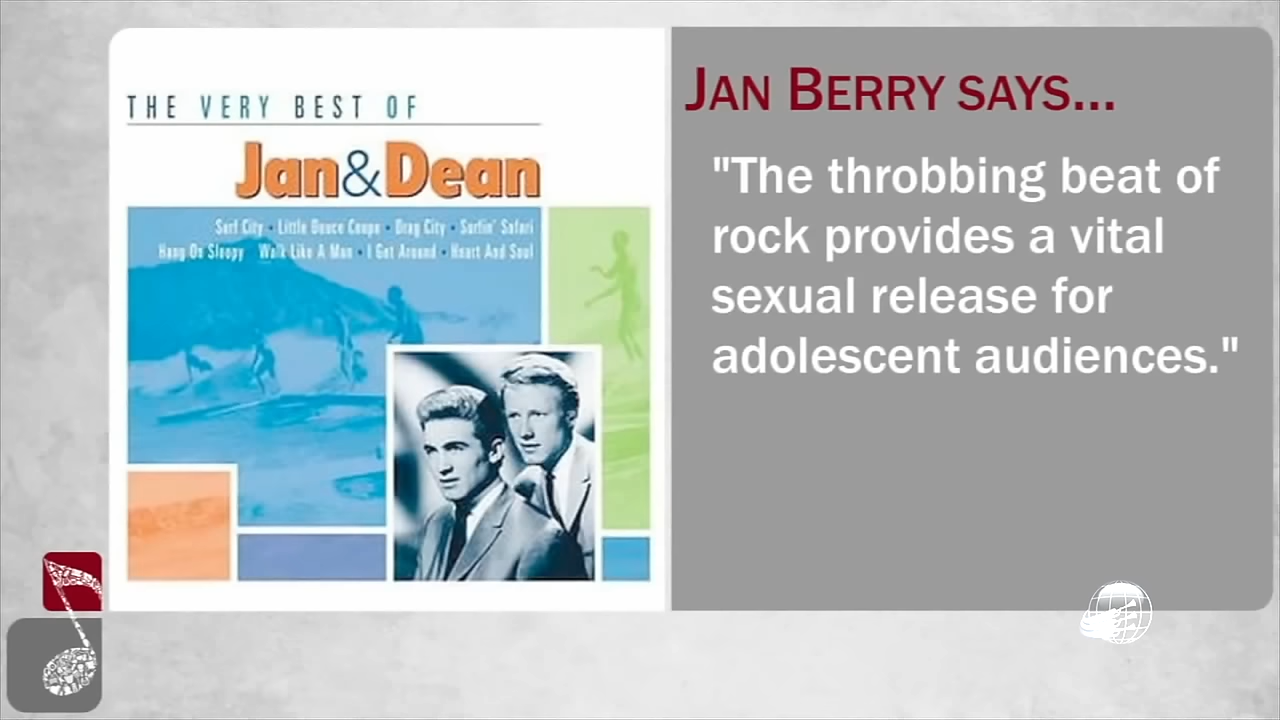 THE VERY BEST OF
Jan&Dean
Surf City • Little Deuce Coupe • Drag City • Surfin' Safari
Hang On Sloopy Walk Like A Man • I Get Around • Heart And Soul
JAN BERRY SAYS...
"The throbbing beat of
rock provides a vital
sexual release for
adolescent audiences."